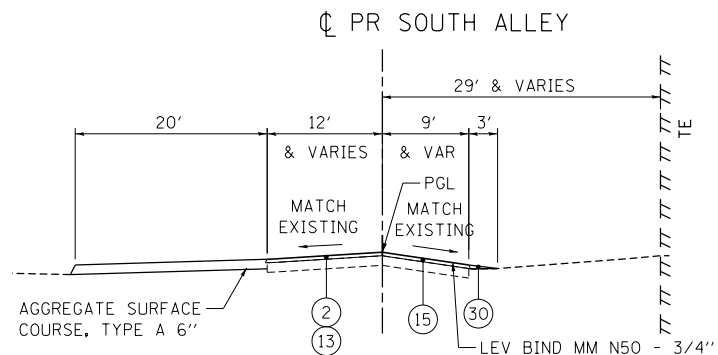 ℄ PR SOUTH ALLEY
29' & VARIES
20'
12'
9'
3'
TE
& VARIES
& VAR
PGL
MATCH
EXISTING
MATCH
EXISTING
AGGREGATE SURFACE
COURSE, TYPE A 6"
2
13
15
30
LEV BIND MM N50 - 3/4"